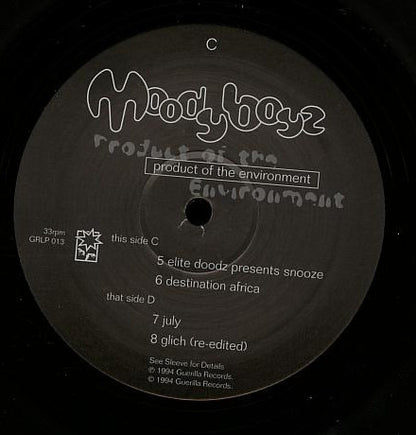 C
Moody boyz
Product of the
product of the environment
Environment
33rpm
GRLP 013
this side C
5 elite doodz presents snooze
6 destination africa
that side D
7 july
8 glich (re-edited)
See Sleeve for Details
℗ 1994 Guerilla Records.
© 1994 Guerilla Records.